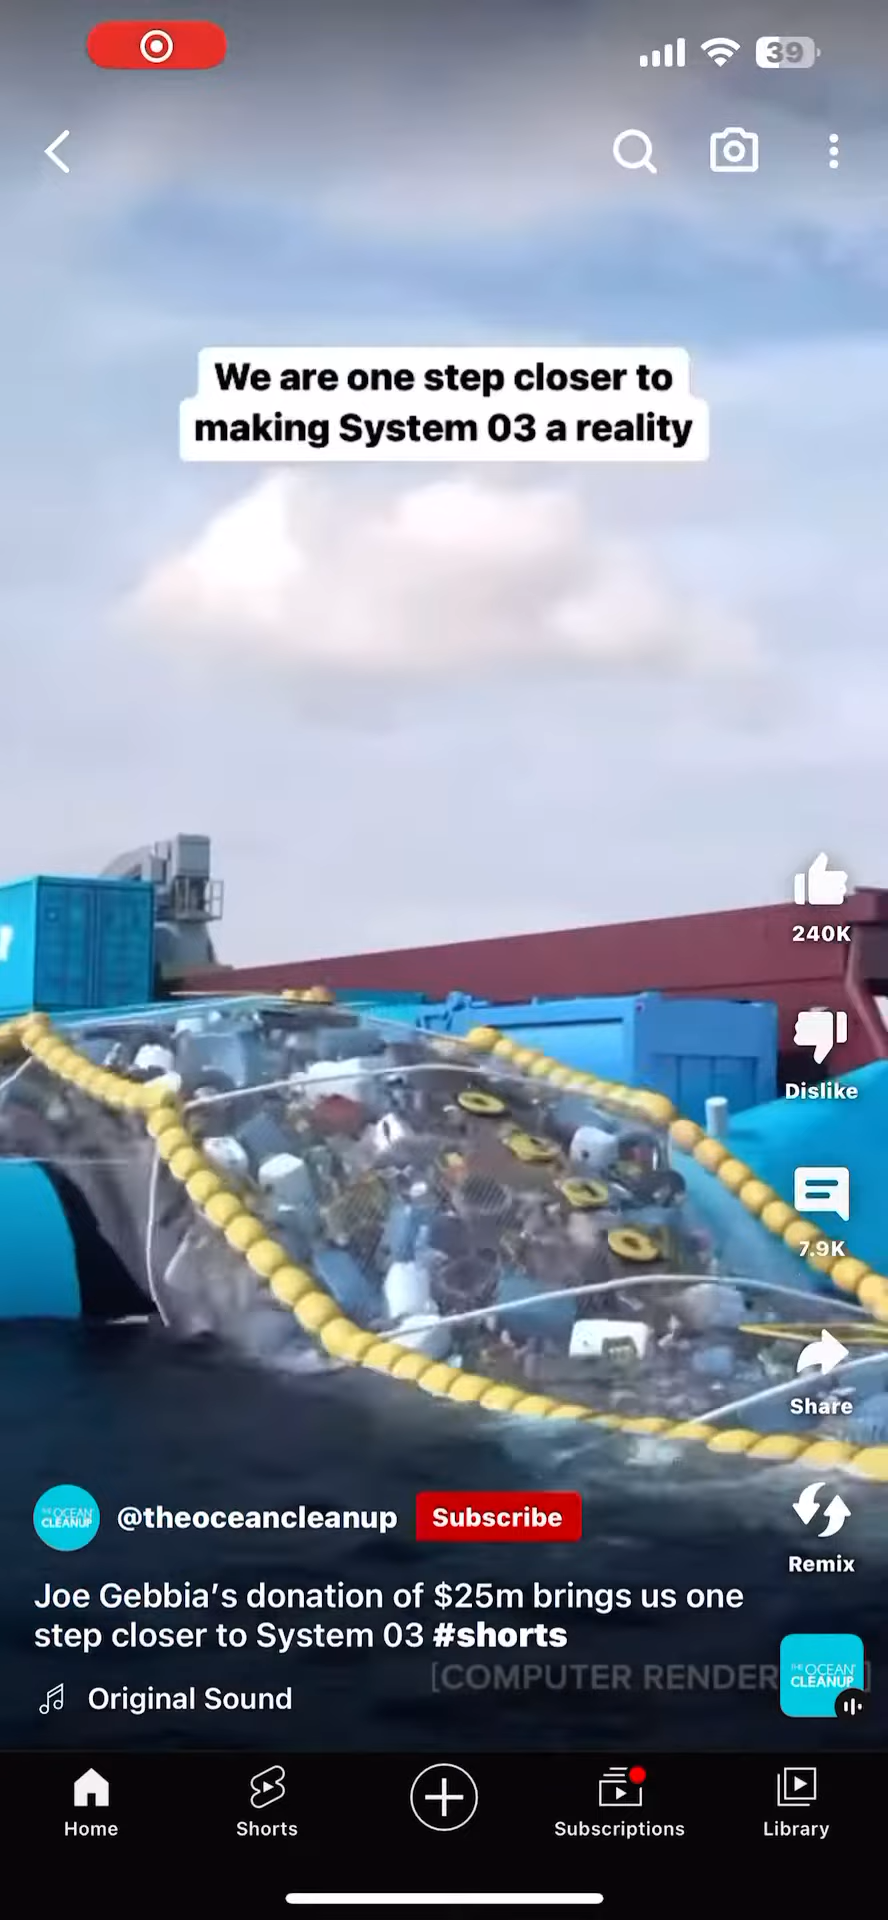 39
We are one step closer to
making System 03 a reality
240K
Dislike
7.9K
Share
THE OCEAN CLEANUP
@theoceancleanup
Subscribe
Remix
Joe Gebbia's donation of $25m brings us one
step closer to System 03 #shorts
[COMPUTER RENDER
THE OCEAN
CLEANUP
Original Sound
Home
Shorts
Subscriptions
Library